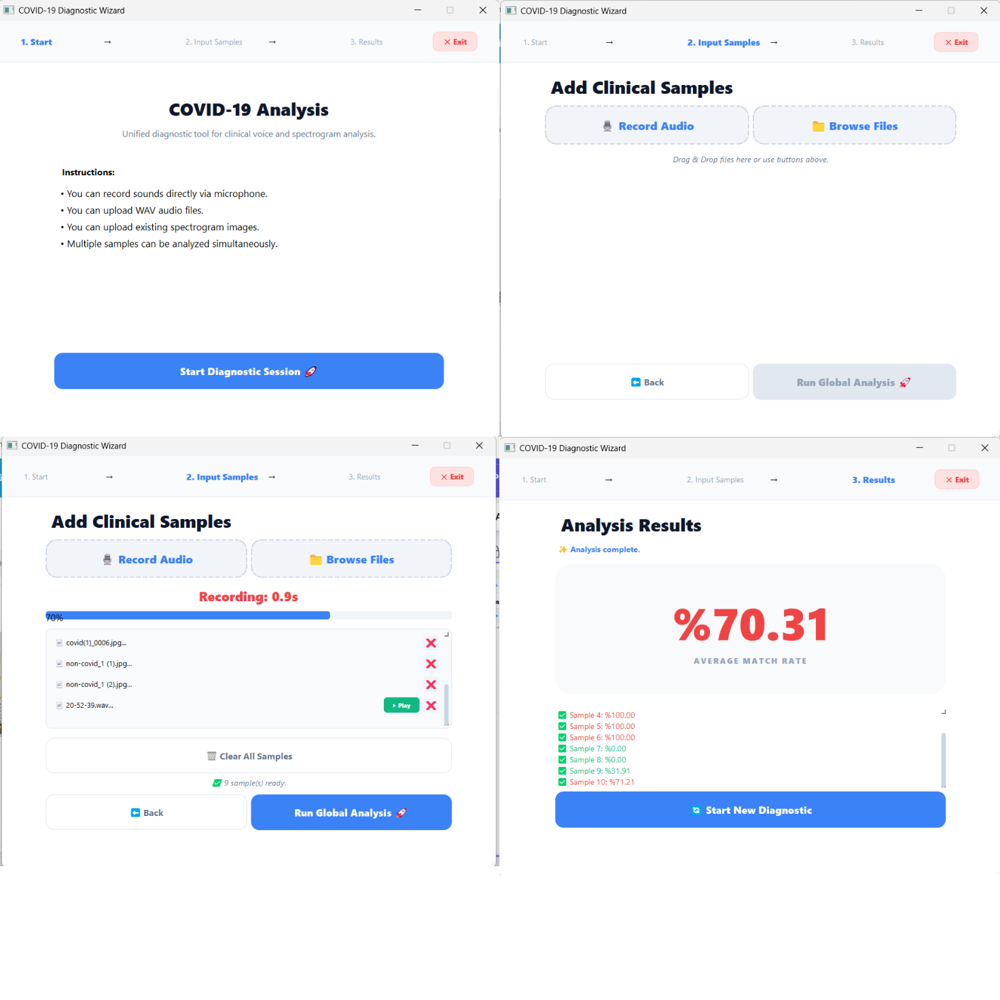 COVID-19 Diagnostic Wizard
1. Start → 2. Input Samples → 3. Results ✕ Exit
COVID-19 Analysis
Unified diagnostic tool for clinical voice and spectrogram analysis.
Instructions:
• You can record sounds directly via microphone.
• You can upload WAV audio files.
• You can upload existing spectrogram images.
• Multiple samples can be analyzed simultaneously.
Start Diagnostic Session 🚀
COVID-19 Diagnostic Wizard
1. Start → 2. Input Samples → 3. Results ✕ Exit
Add Clinical Samples
Record Audio
Browse Files
Drag & Drop files here or use buttons above.
Back
Run Global Analysis 🚀
COVID-19 Diagnostic Wizard
1. Start → 2. Input Samples → 3. Results ✕ Exit
Add Clinical Samples
Record Audio
Browse Files
Recording: 0.9s
70%
covid(1)_0006.jpg...
non-covid_1 (1).jpg...
non-covid_1 (2).jpg...
20-52-39.wav... Play
Clear All Samples
9 sample(s) ready.
Back
Run Global Analysis 🚀
COVID-19 Diagnostic Wizard
1. Start → 2. Input Samples → 3. Results ✕ Exit
Analysis Results
✨ Analysis complete.
%70.31
AVERAGE MATCH RATE
✅ Sample 4: %100.00
✅ Sample 5: %100.00
✅ Sample 6: %100.00
✅ Sample 7: %0.00
✅ Sample 8: %0.00
✅ Sample 9: %31.91
✅ Sample 10: %71.21
Start New Diagnostic